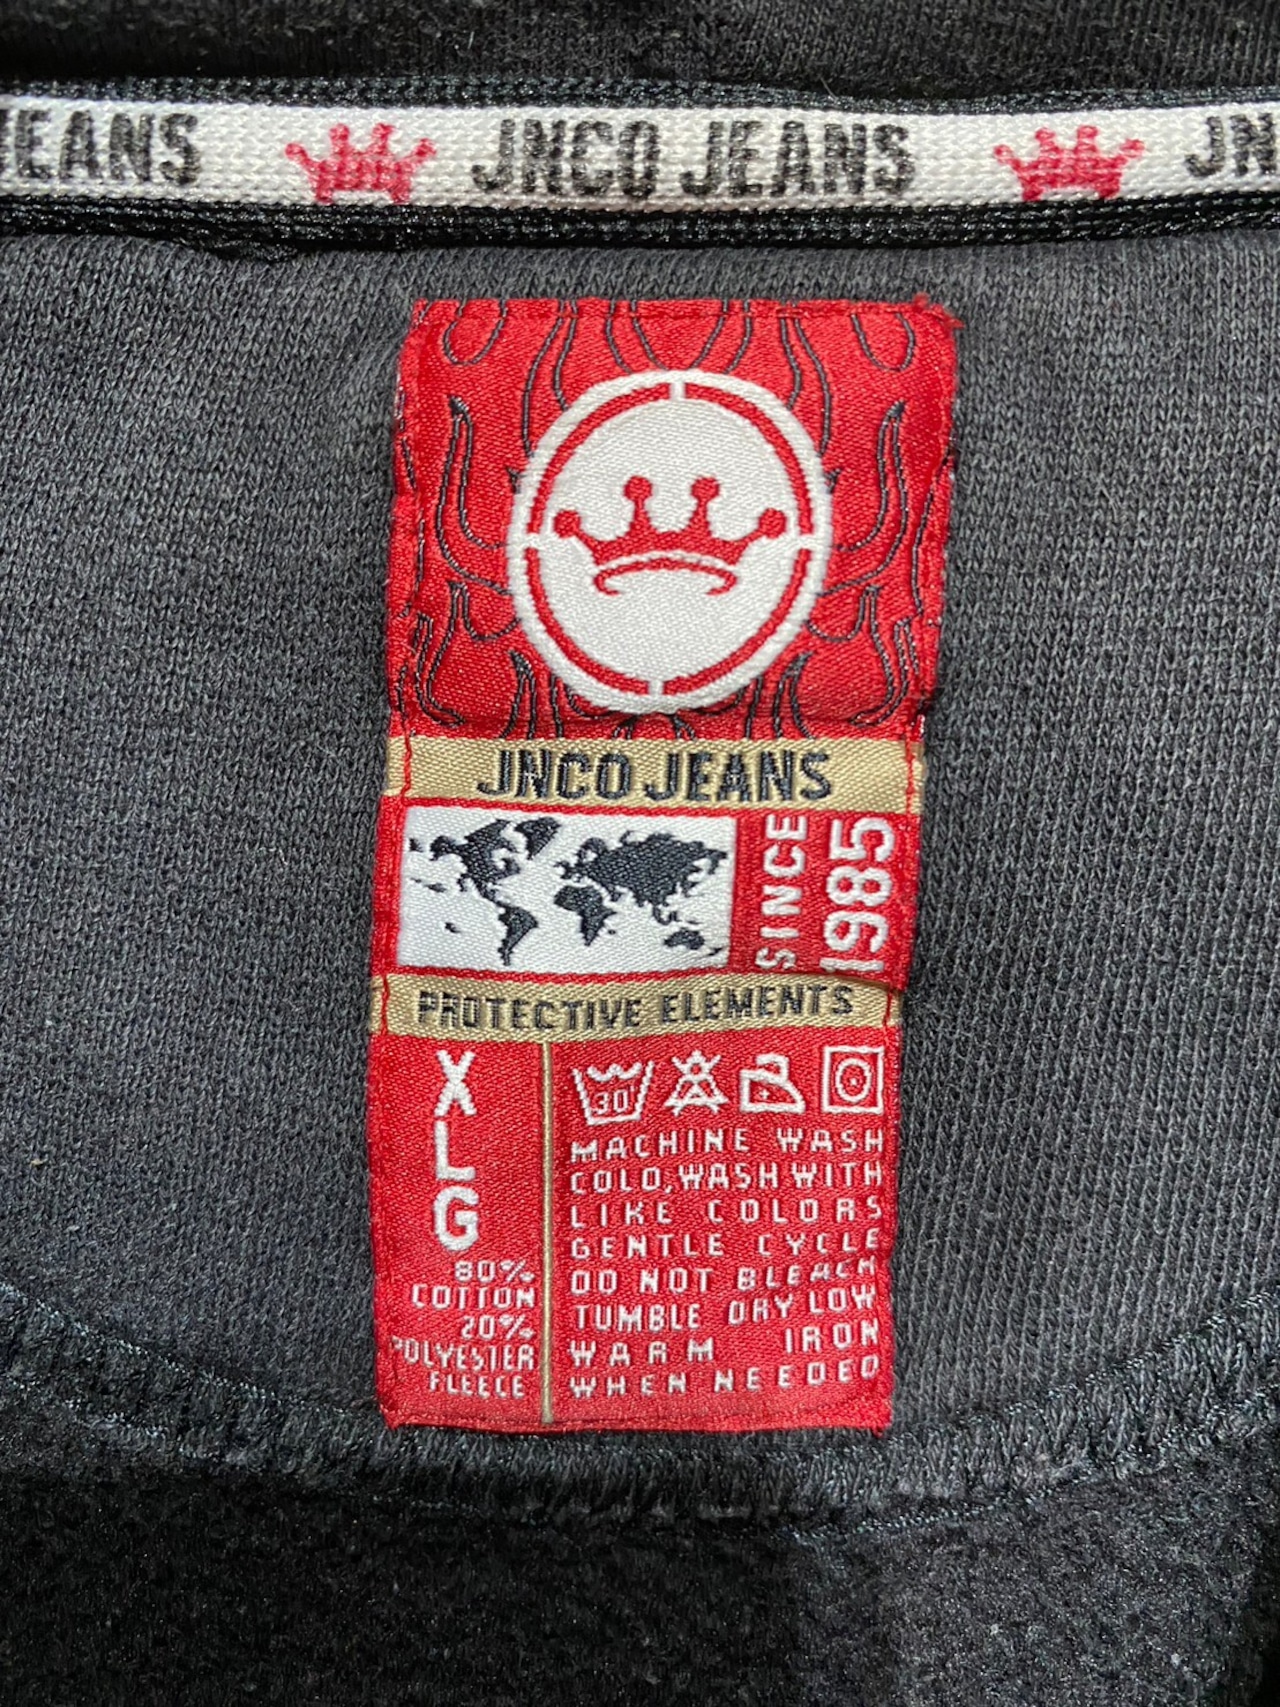 JEANS JNCO JEANS JN
JNCO JEANS
SINCE
1985
PROTECTIVE ELEMENTS
XLG
80%
COTTON
20%
POLYESTER
FLEECE
30
MACHINE WASH
COLD, WASH WITH
LIKE COLORS
GENTLE CYCLE
DO NOT BLEACH
TUMBLE DRY LOW
WARM IRON
WHEN NEEDED